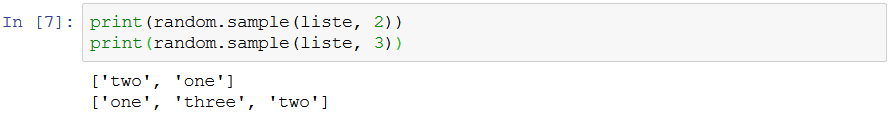 In [7]: print(random.sample(liste, 2))
print(random.sample(liste, 3))
['two', 'one']
['one', 'three', 'two']